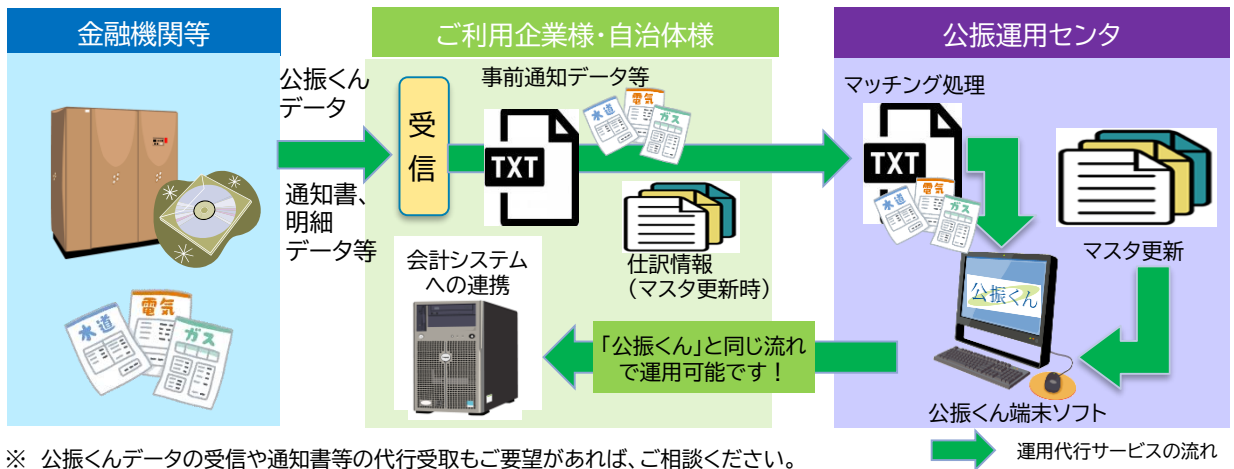 金融機関等
水道
電気
ガス
公振くん
データ
通知書、
明細
データ等
ご利用企業様・自治体様
受
信
事前通知データ等
TXT
水道
電気
ガス
仕訳情報
（マスタ更新時）
会計システム
への連携
「公振くん」と同じ流れ
で運用可能です！
公振運用センタ
マッチング処理
TXT
水道
電気
ガス
マスタ更新
公振くん
公振くん端末ソフト
運用代行サービスの流れ
※ 公振くんデータの受信や通知書等の代行受取もご要望があれば、ご相談ください。